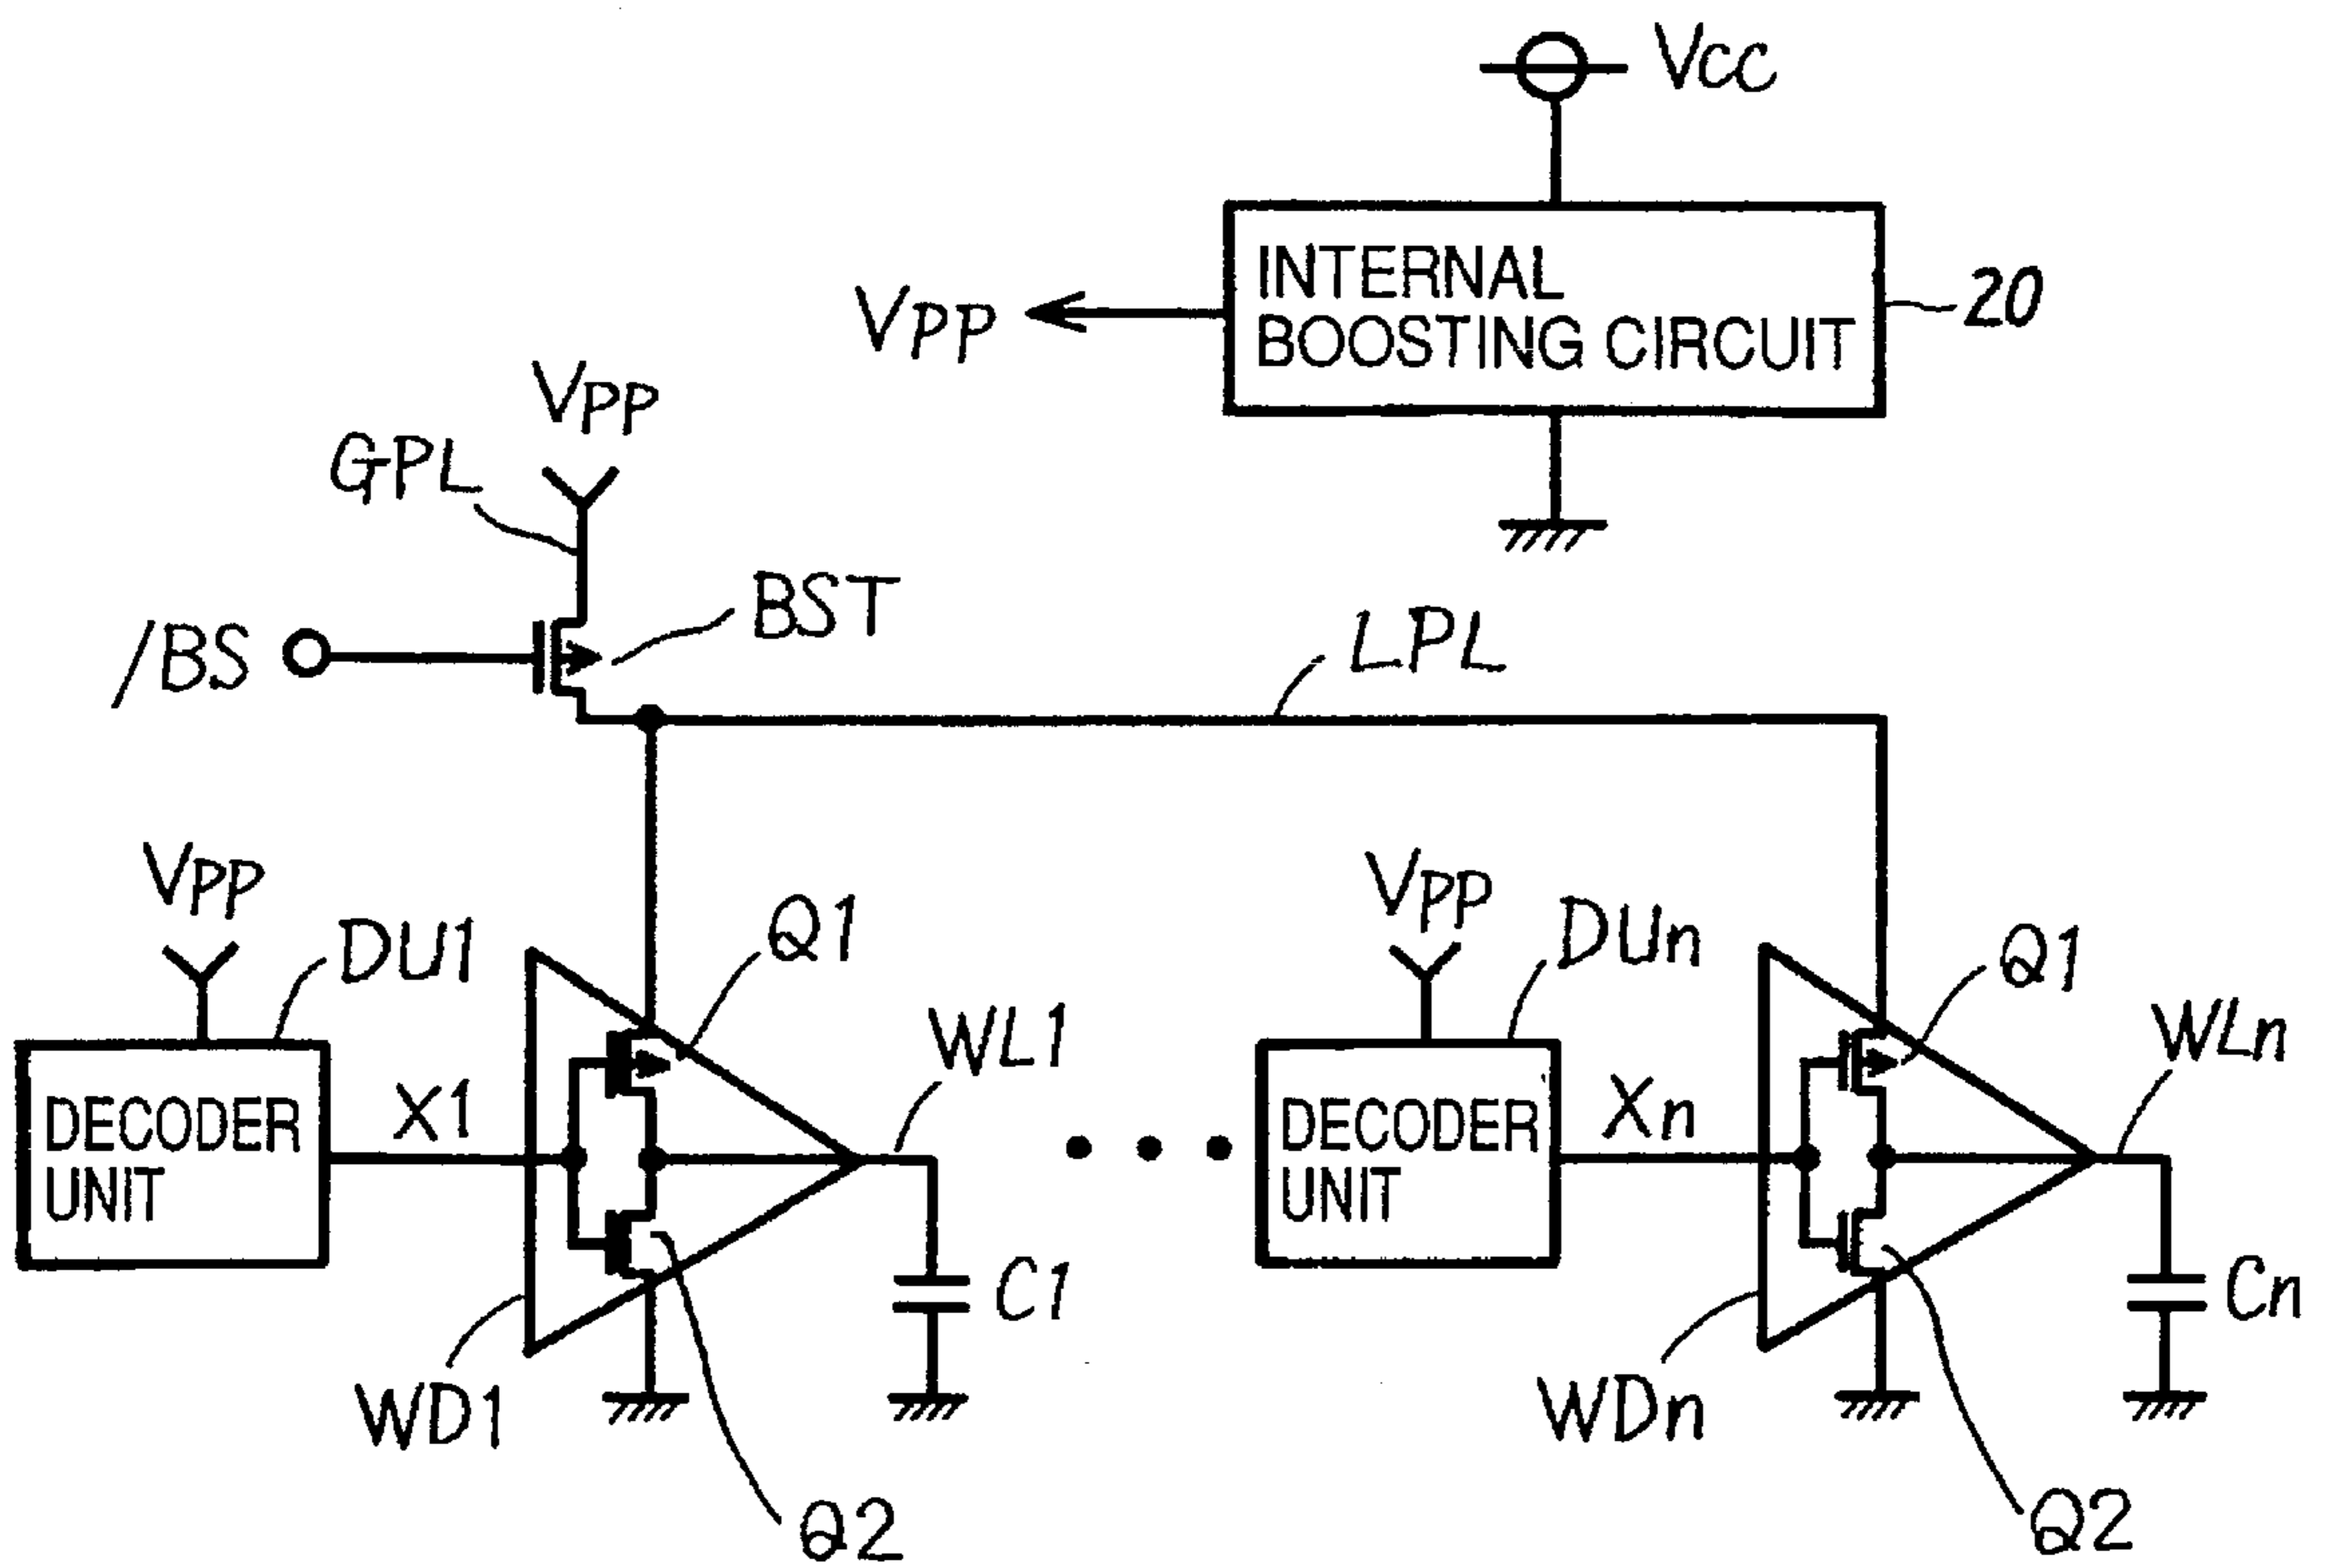 Vcc
INTERNAL
BOOSTING CIRCUIT
20
VPP
VPP
GPL
BST
/BS
LPL
VPP
DU1
Q1
WL1
VPP
DUn
Q1
WLn
DECODER
UNIT
X1
DECODER
UNIT
Xn
C1
Cn
WD1
WDn
Q2
Q2